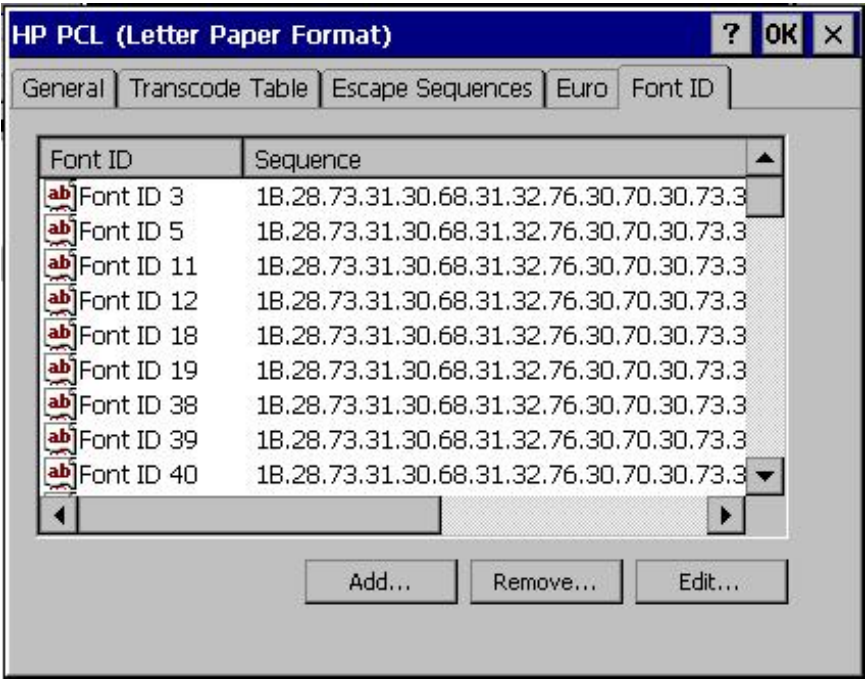 HP PCL (Letter Paper Format) ? OK ×
General Transcode Table Escape Sequences Euro Font ID
Font ID Sequence
ab Font ID 3 1B.28.73.31.30.68.31.32.76.30.70.30.73.3
ab Font ID 5 1B.28.73.31.30.68.31.32.76.30.70.30.73.3
ab Font ID 11 1B.28.73.31.30.68.31.32.76.30.70.30.73.3
ab Font ID 12 1B.28.73.31.30.68.31.32.76.30.70.30.73.3
ab Font ID 18 1B.28.73.31.30.68.31.32.76.30.70.30.73.3
ab Font ID 19 1B.28.73.31.30.68.31.32.76.30.70.30.73.3
ab Font ID 38 1B.28.73.31.30.68.31.32.76.30.70.30.73.3
ab Font ID 39 1B.28.73.31.30.68.31.32.76.30.70.30.73.3
ab Font ID 40 1B.28.73.31.30.68.31.32.76.30.70.30.73.3
Add... Remove... Edit...